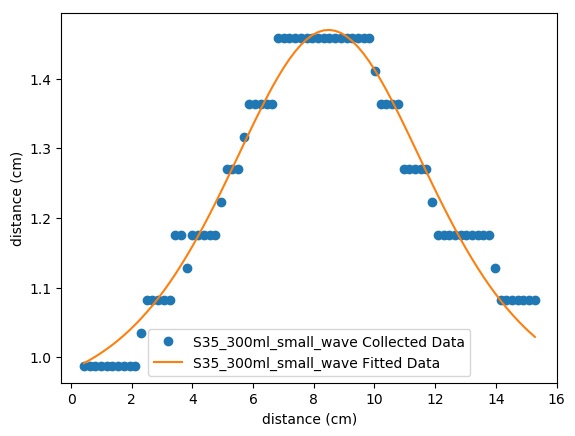 1.4
1.3
1.2
1.1
1.0
distance (cm)
S35_300ml_small_wave Collected Data
S35_300ml_small_wave Fitted Data
0 2 4 6 8 10 12 14 16
distance (cm)